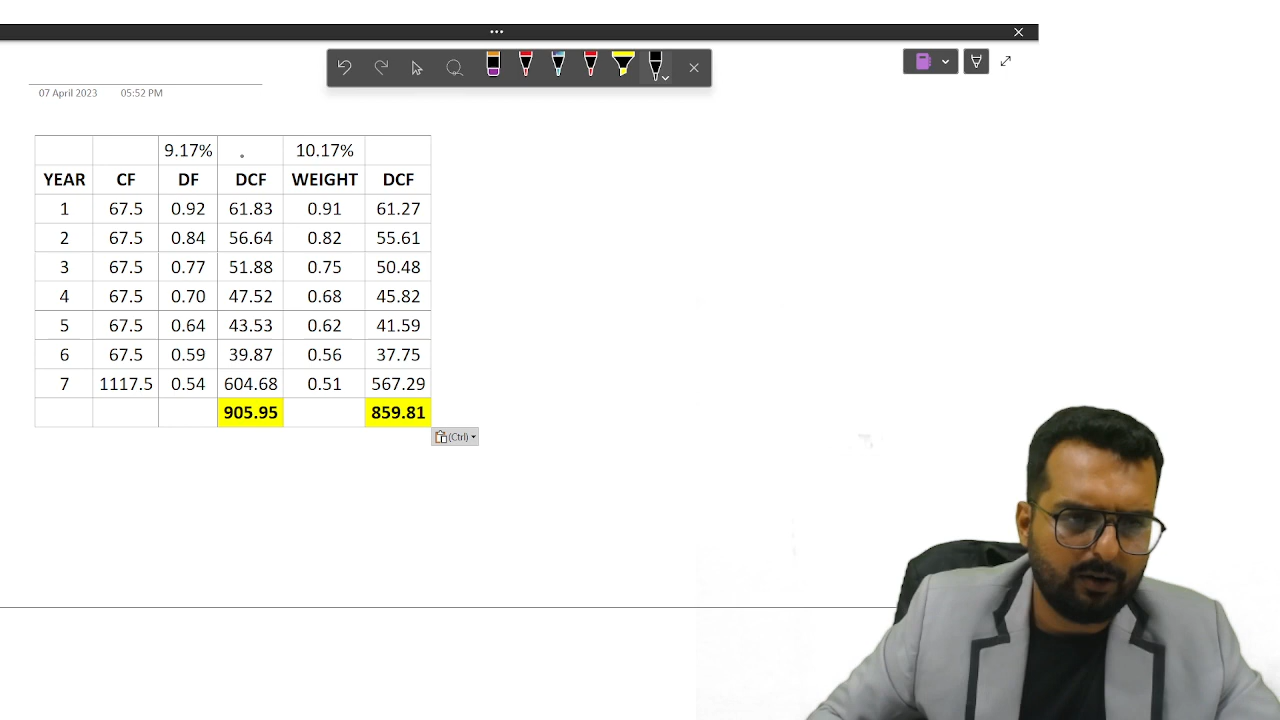 07 April 2023 05:52 PM
9.17% 10.17%
YEAR CF DF DCF WEIGHT DCF
1 67.5 0.92 61.83 0.91 61.27
2 67.5 0.84 56.64 0.82 55.61
3 67.5 0.77 51.88 0.75 50.48
4 67.5 0.70 47.52 0.68 45.82
5 67.5 0.64 43.53 0.62 41.59
6 67.5 0.59 39.87 0.56 37.75
7 1117.5 0.54 604.68 0.51 567.29
905.95 859.81
(Ctrl)